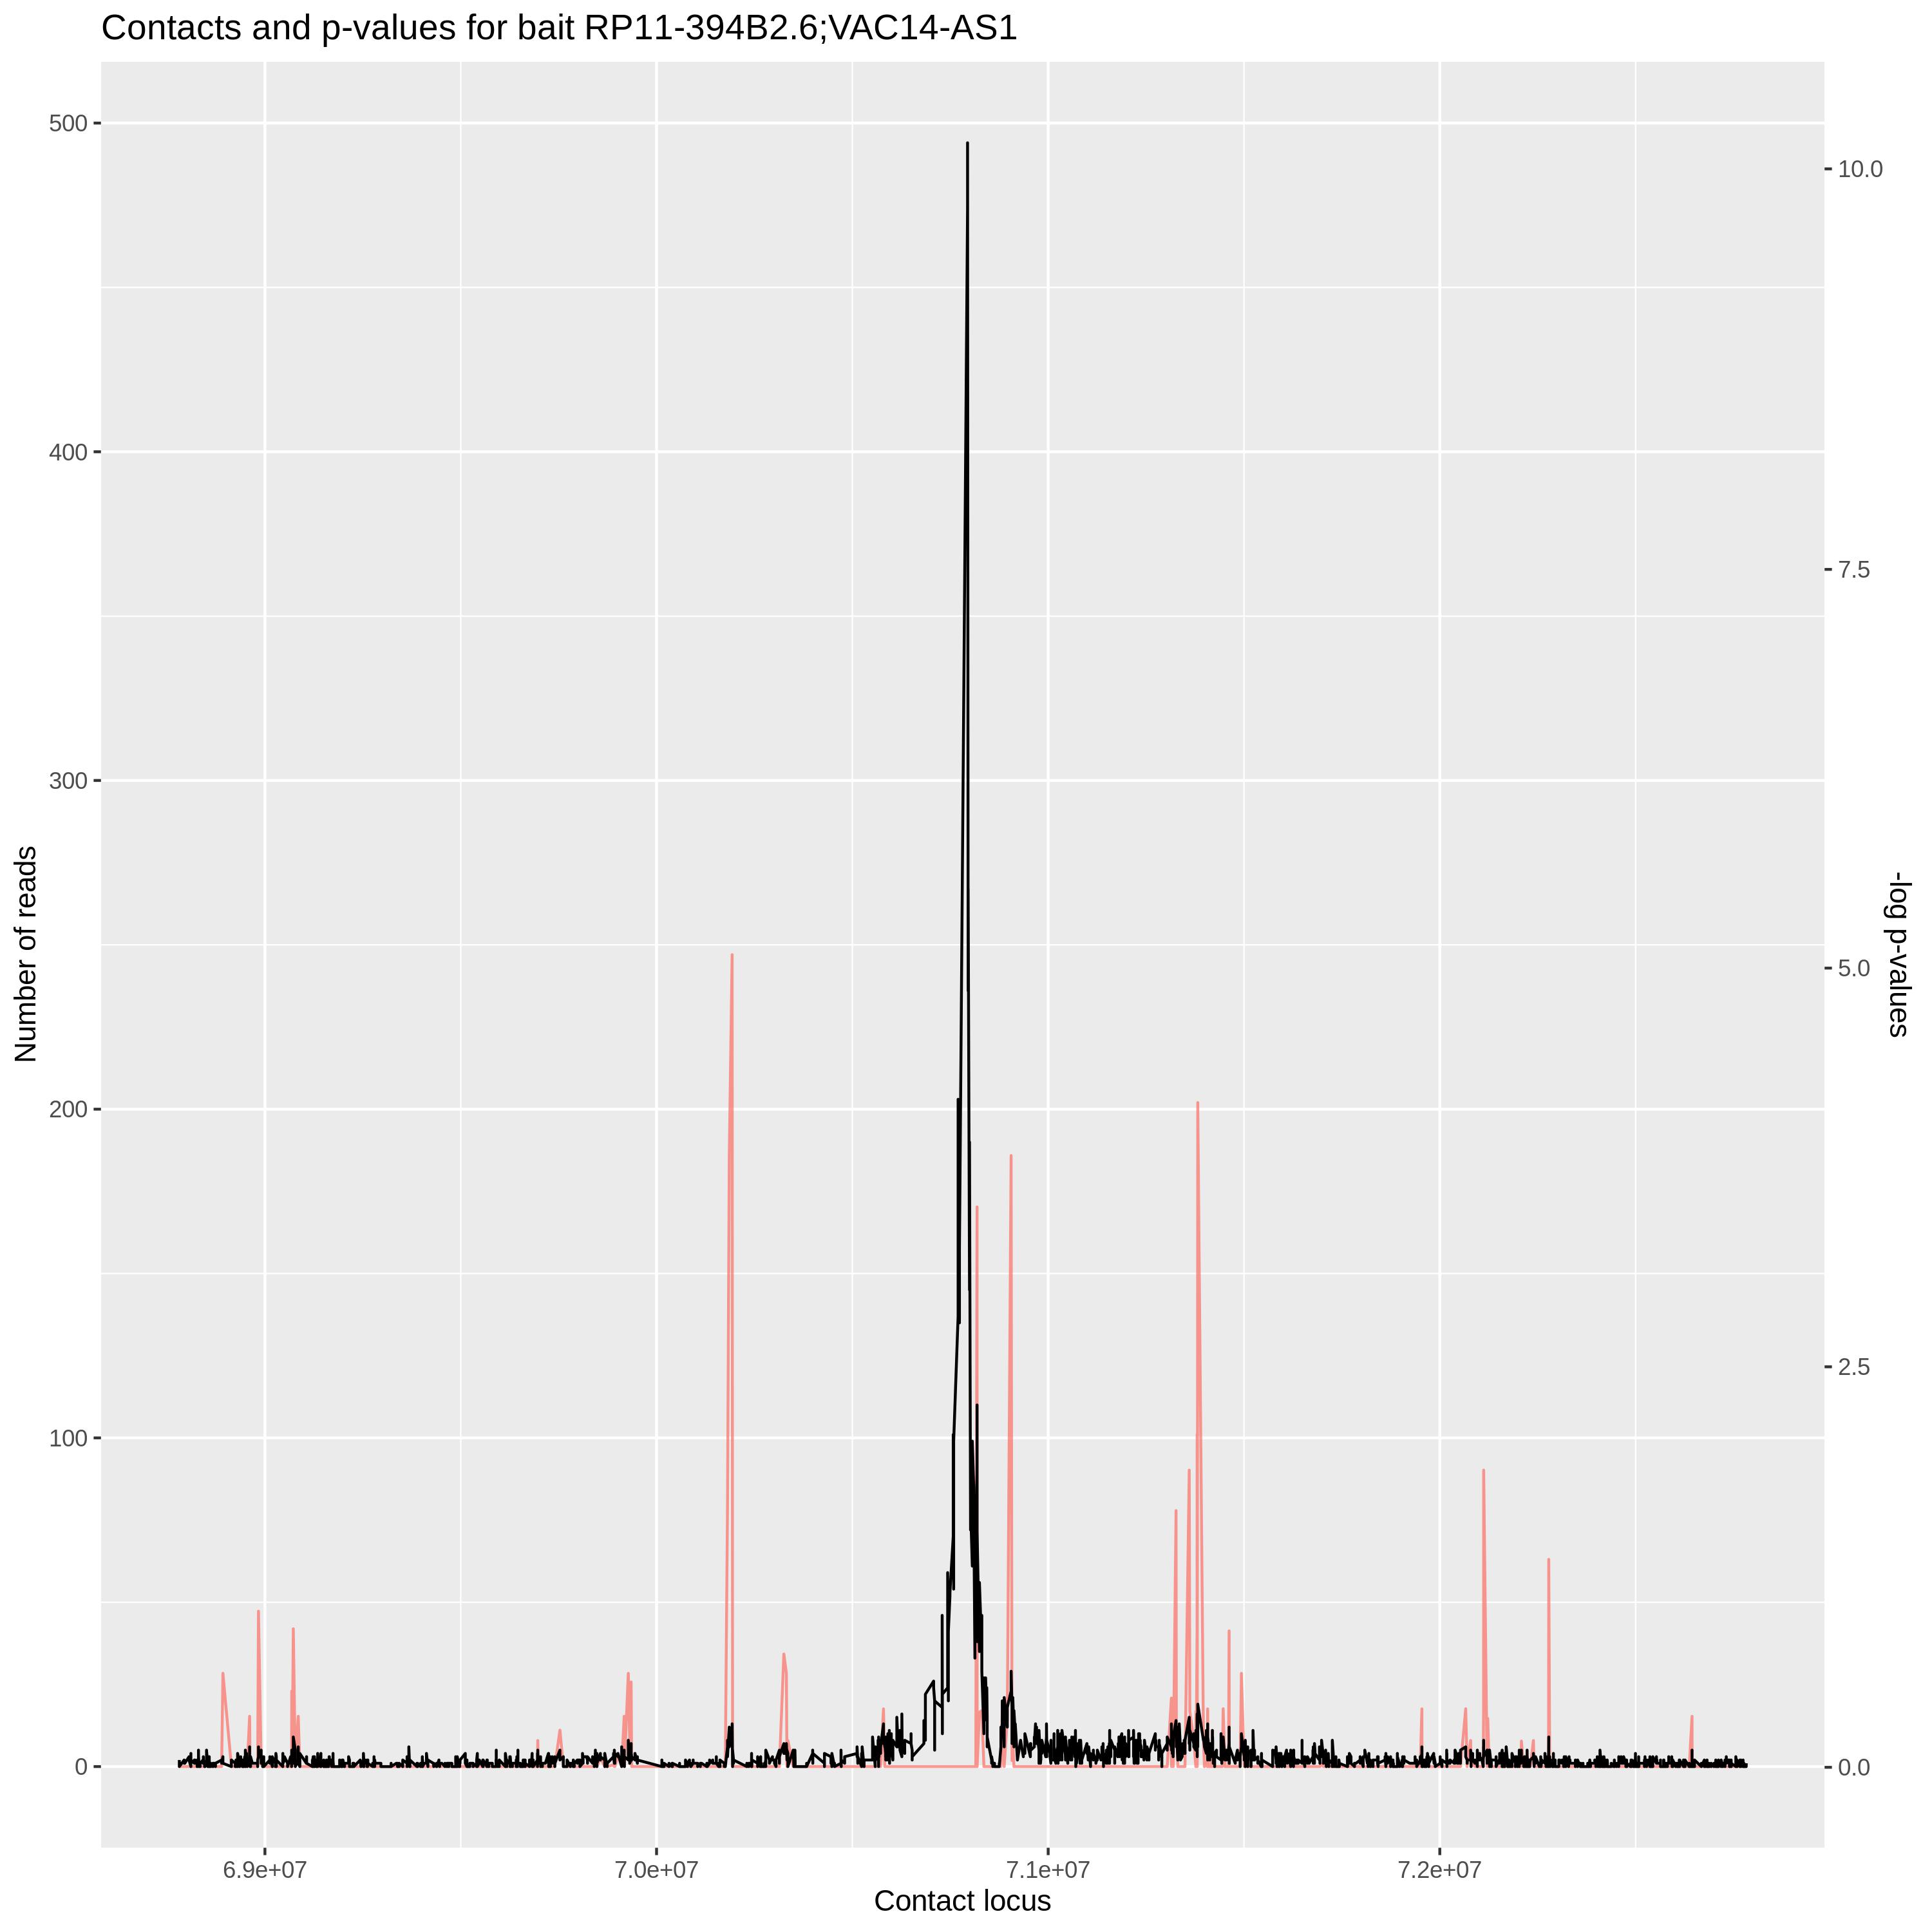 Contacts and p-values for bait RP11-394B2.6;VAC14-AS1
500
400
300
200
100
0
Number of reads
10.0
7.5
5.0
2.5
0.0
-log p-values
6.9e+07
7.0e+07
7.1e+07
7.2e+07
Contact locus